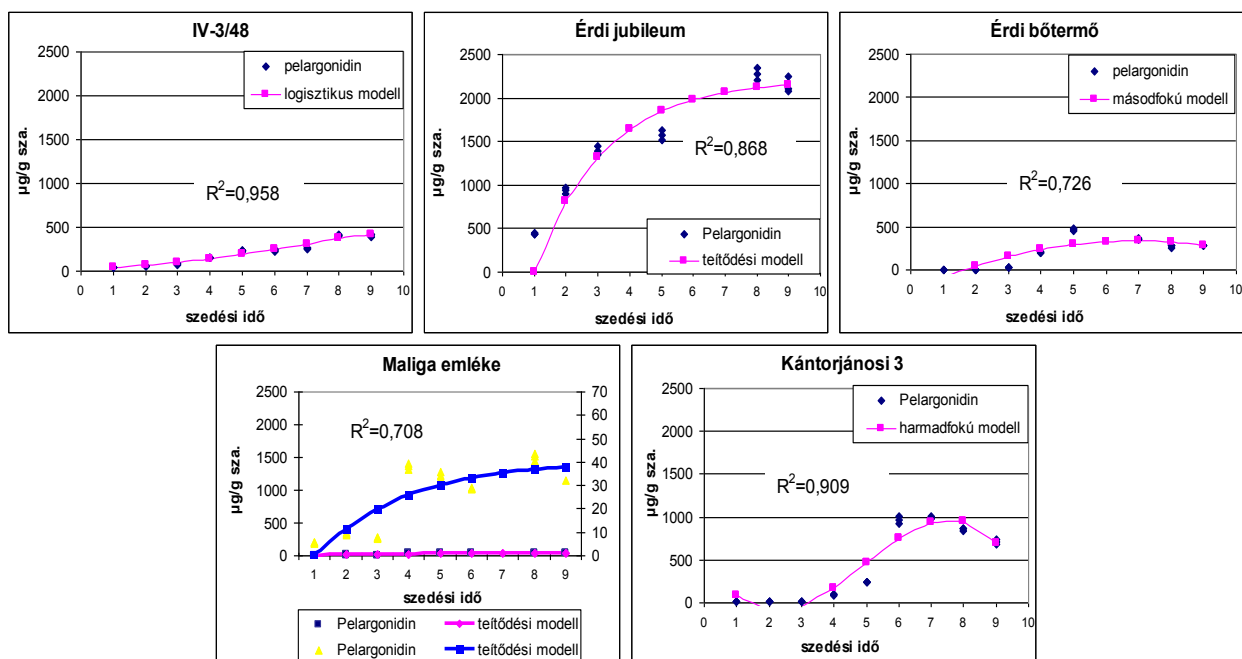 IV-3/48
2500
2000
1500
1000
500
0
pelargonidin
logisztikus modell
R²=0,958
µg/g sza.
0 1 2 3 4 5 6 7 8 9 10
szedési idő
Érdi jubileum
2500
2000
1500
1000
500
0
R²=0,868
Pelargonidin
teítődési modell
µg/g sza.
0 1 2 3 4 5 6 7 8 9 10
szedési idő
Érdi bőtermő
2500
2000
1500
1000
500
0
pelargonidin
másodfokú modell
R²=0,726
µg/g sza.
0 1 2 3 4 5 6 7 8 9 10
szedési idő
Maliga emléke
2500
2000
1500
1000
500
0
70
60
50
40
30
20
10
0
R²=0,708
µg/g sza.
1 2 3 4 5 6 7 8 9
szedési idő
Pelargonidin teítődési modell
Pelargonidin teítődési modell
Kántorjánosi 3
2500
2000
1500
1000
500
0
Pelargonidin
harmadfokú modell
R²=0,909
µg/g sza.
0 1 2 3 4 5 6 7 8 9 10
szedési idő